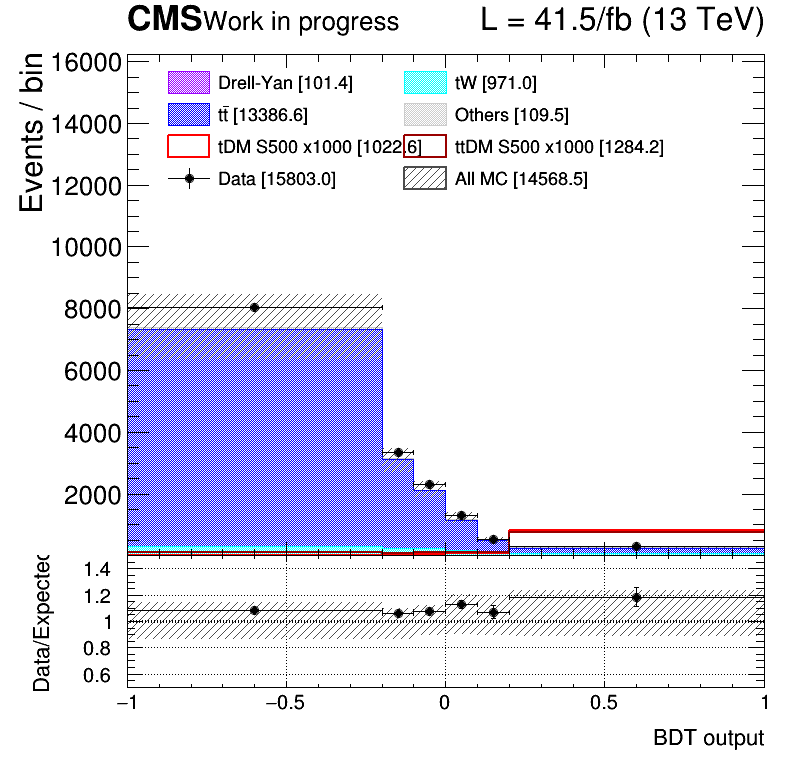 CMS Work in progress L = 41.5/fb (13 TeV)
Events / bin
16000
14000
12000
10000
8000
6000
4000
2000
Drell-Yan [101.4] tW [971.0]
tt̄ [13386.6] Others [109.5]
tDM S500 x1000 [1022.6] ttDM S500 x1000 [1284.2]
Data [15803.0] All MC [14568.5]
Data/Expected
1.4
1.2
1
0.8
0.6
−1 −0.5 0 0.5 1
BDT output